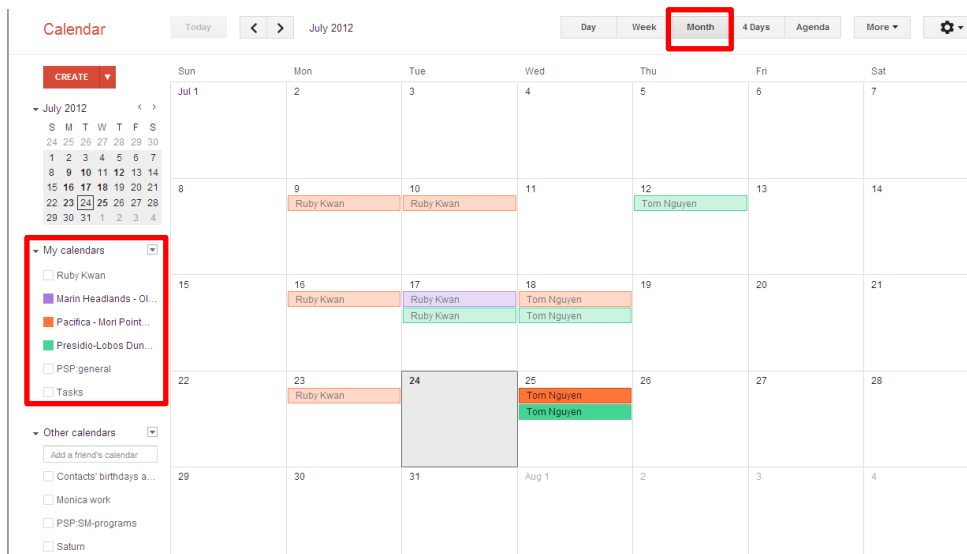 Calendar
Today
July 2012
Day Week Month 4 Days Agenda
More
CREATE
July 2012
S M T W T F S
24 25 26 27 28 29 30
1 2 3 4 5 6 7
8 9 10 11 12 13 14
15 16 17 18 19 20 21
22 23 24 25 26 27 28
29 30 31 1 2 3 4
My calendars
Ruby Kwan
Marin Headlands - Ol...
Pacifica - Mori Point...
Presidio-Lobos Dun...
PSP:general
Tasks
Other calendars
Add a friend's calendar
Contacts' birthdays a...
Monica work
PSP:SM-programs
Saturn
Sun Mon Tue Wed Thu Fri Sat
Jul 1 2 3 4 5 6 7
8 9 10 11 12 13 14
Ruby Kwan Ruby Kwan Tom Nguyen
15 16 17 18 19 20 21
Ruby Kwan Ruby Kwan Tom Nguyen
Ruby Kwan Tom Nguyen
22 23 24 25 26 27 28
Ruby Kwan Tom Nguyen
Tom Nguyen
29 30 31 Aug 1 2 3 4